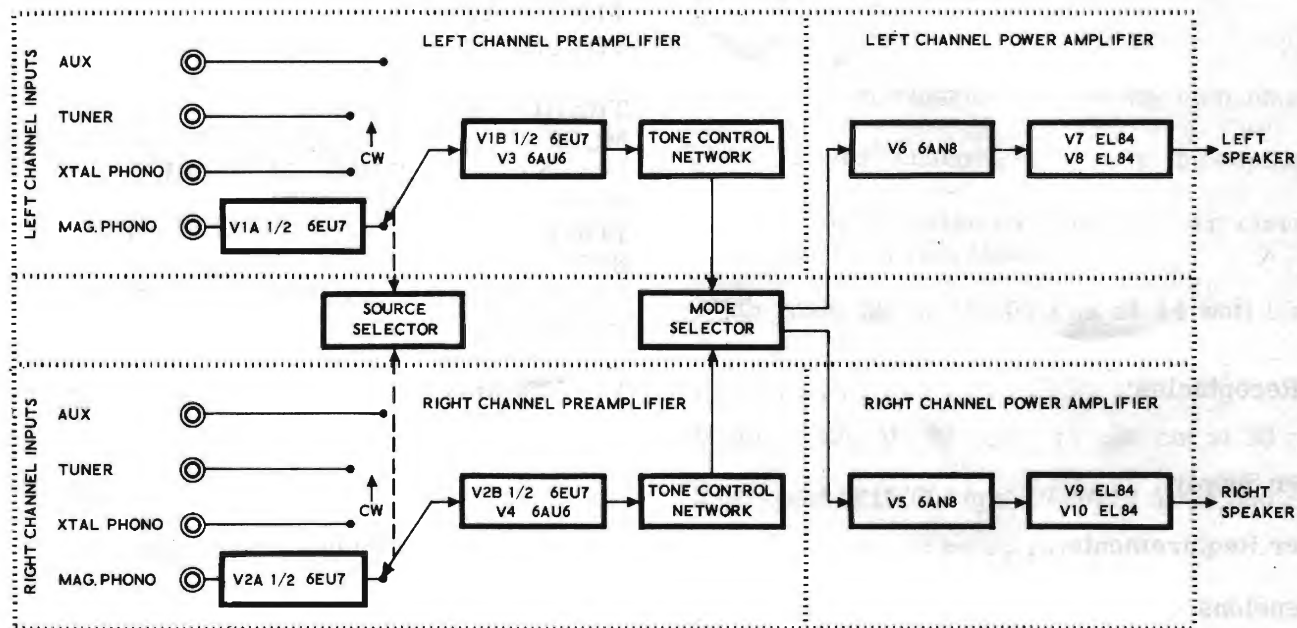 LEFT CHANNEL INPUTS
LEFT CHANNEL PREAMPLIFIER
LEFT CHANNEL POWER AMPLIFIER
AUX
TUNER
CW
XTAL PHONO
MAG. PHONO
V1A 1/2 6EU7
V1B 1/2 6EU7
V3 6AU6
TONE CONTROL
NETWORK
V6 6AN8
V7 EL84
V8 EL84
LEFT
SPEAKER
SOURCE
SELECTOR
MODE
SELECTOR
RIGHT CHANNEL INPUTS
RIGHT CHANNEL PREAMPLIFIER
RIGHT CHANNEL POWER AMPLIFIER
AUX
TUNER
CW
XTAL PHONO
MAG. PHONO
V2A 1/2 6EU7
V2B 1/2 6EU7
V4 6AU6
TONE CONTROL
NETWORK
V5 6AN8
V9 EL84
V10 EL84
RIGHT
SPEAKER